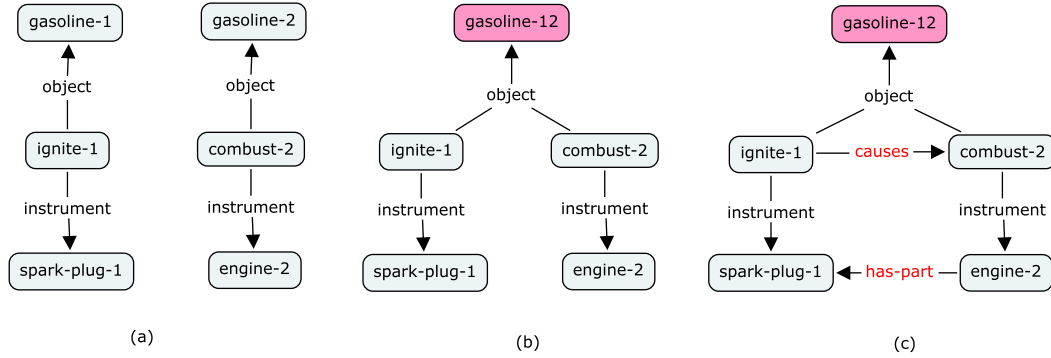 gasoline-1
object
ignite-1
instrument
spark-plug-1
(a)
gasoline-2
object
combust-2
instrument
engine-2
gasoline-12
object
ignite-1
combust-2
instrument
instrument
spark-plug-1
engine-2
(b)
gasoline-12
object
ignite-1
causes
combust-2
instrument
instrument
spark-plug-1
has-part
engine-2
(c)